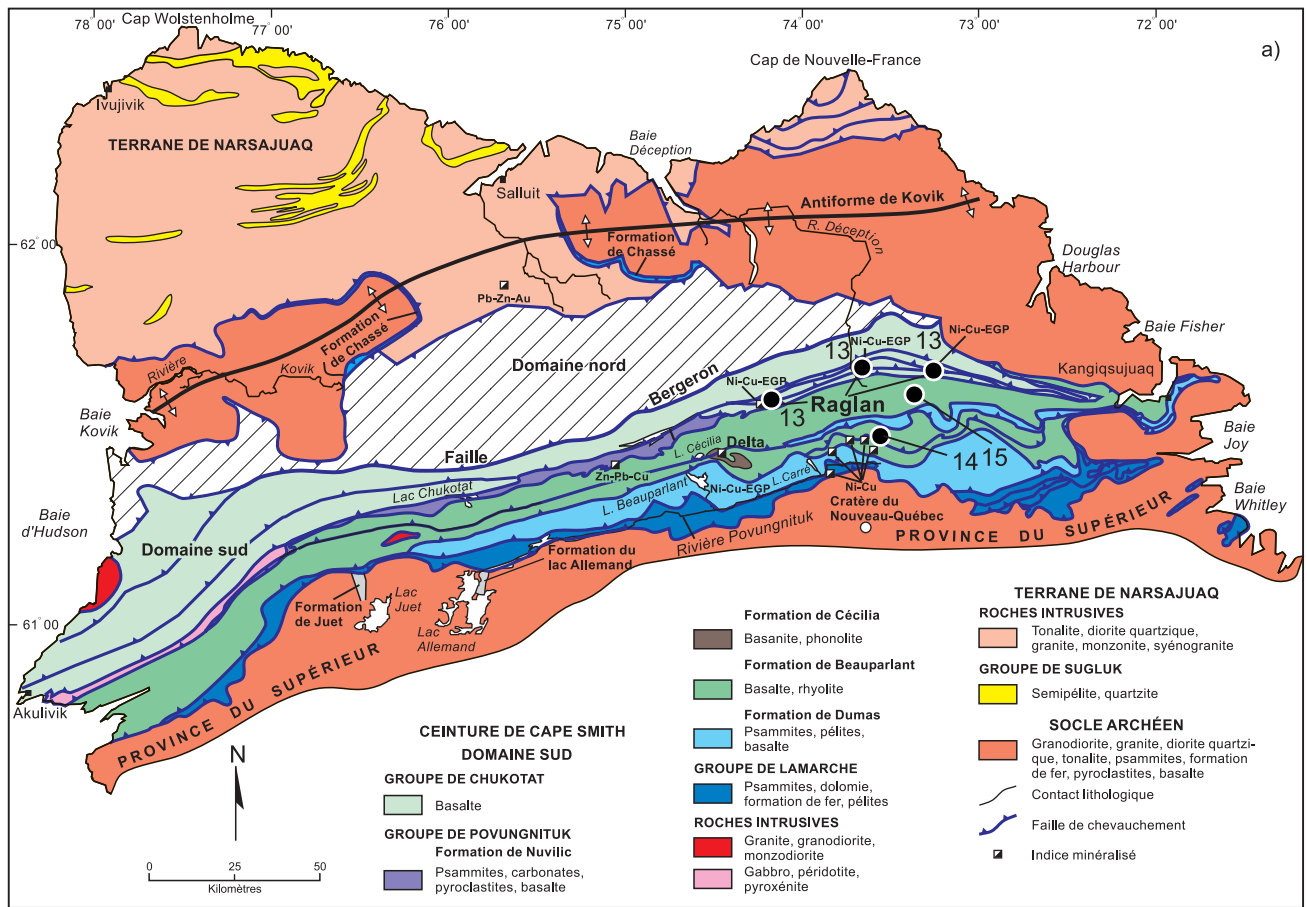 78° 00'
77° 00'
76° 00'
75° 00'
74° 00'
73° 00'
72° 00'
Cap Wolstenholme
a)
Cap de Nouvelle-France
Ivujivik
TERRANE DE NARSAJUAQ
Baie
Déception
Salluit
Antiforme de Kovik
R. Déception
62° 00'
Formation
de Chassé
Douglas
Harbour
Pb-Zn-Au
Formation
de Chassé
Baie Fisher
Domaine nord
Ni-Cu-EGP
Ni-Cu-EGP
13
13
Rivière
Kovik
Kangiqsujuaq
Bergeron
Ni-Cu-EGP
13
Raglan
Baie
Kovik
Baie
Joy
Faille
L. Cécilia
Delta
15
14
Zn-Pb-Cu
Lac Chukotat
L. Beauparlant
Ni-Cu-EGP
L. Carré
Ni-Cu
Cratère du
Nouveau-Québec
Baie
Whitley
Baie
d'Hudson
Domaine sud
Rivière Povungnituk
PROVINCE DU SUPÉRIEUR
Formation du
lac Allemand
Formation
de Juet
Lac
Juet
Lac
Allemand
61° 00'
Akulivik
PROVINCE DU SUPÉRIEUR
N
0
25
50
Kilomètres
CEINTURE DE CAPE SMITH
DOMAINE SUD
GROUPE DE CHUKOTAT
Basalte
GROUPE DE POVUNGNITUK
Formation de Nuvilic
Psammites, carbonates,
pyroclastites, basalte
Formation de Cécilia
Basanite, phonolite
Formation de Beauparlant
Basalte, rhyolite
Formation de Dumas
Psammites, pélites,
basalte
GROUPE DE LAMARCHE
Psammites, dolomie,
formation de fer, pélites
ROCHES INTRUSIVES
Granite, granodiorite,
monzodiorite
Gabbro, péridotite,
pyroxénite
TERRANE DE NARSAJUAQ
ROCHES INTRUSIVES
Tonalite, diorite quartzique,
granite, monzonite, syénogranite
GROUPE DE SUGLUK
Semipélite, quartzite
SOCLE ARCHÉEN
Granodiorite, granite, diorite quartzi-
que, tonalite, psammites, formation
de fer, pyroclastites, basalte
Contact lithologique
Faille de chevauchement
Indice minéralisé